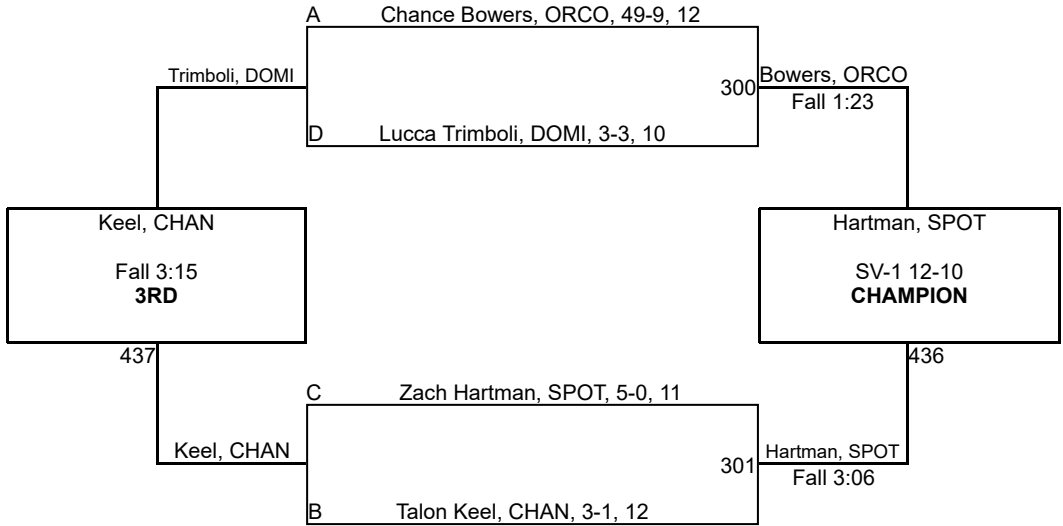 A
Chance Bowers, ORCO, 49-9, 12
Trimboli, DOMI
300
Bowers, ORCO
Fall 1:23
D
Lucca Trimboli, DOMI, 3-3, 10
Keel, CHAN
Fall 3:15
3RD
437
Hartman, SPOT
SV-1 12-10
CHAMPION
436
C
Zach Hartman, SPOT, 5-0, 11
Keel, CHAN
301
Hartman, SPOT
Fall 3:06
B
Talon Keel, CHAN, 3-1, 12